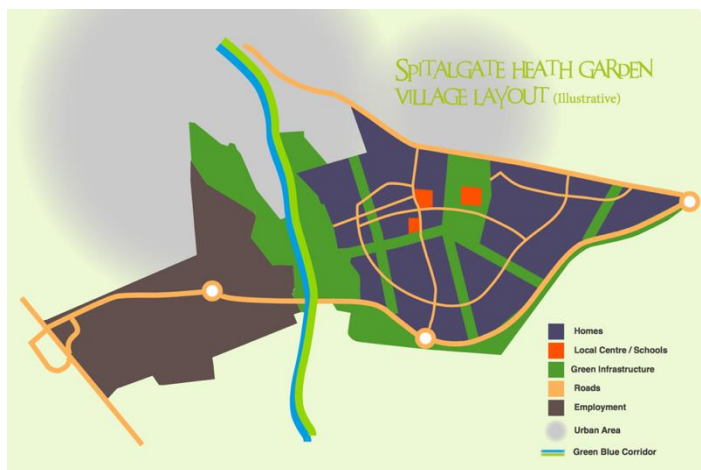 Spitalgate Heath Garden
Village Layout (Illustrative)
Homes
Local Centre / Schools
Green Infrastructure
Roads
Employment
Urban Area
Green Blue Corridor